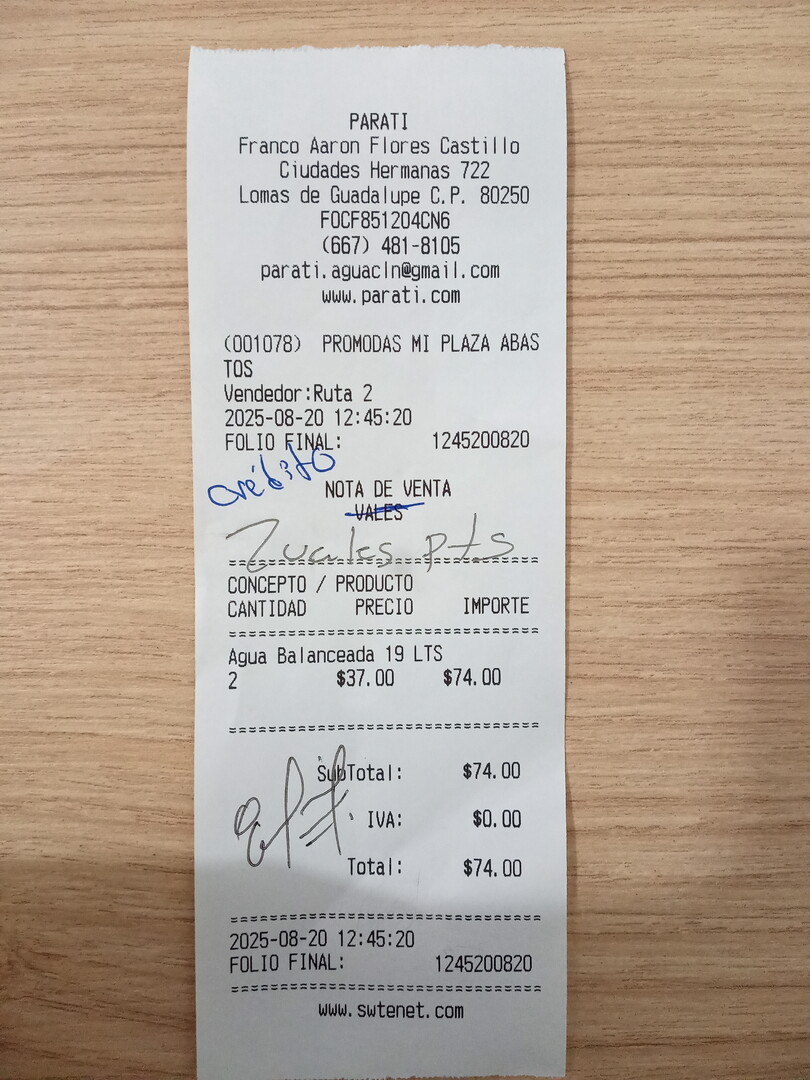 PARATI
Franco Aaron Flores Castillo
Ciudades Hermanas 722
Lomas de Guadalupe C.P. 80250
FOCF851204CN6
(667) 481-8105
parati.aguacln@gmail.com
www.parati.com
(001078) PROMODAS MI PLAZA ABAS
TOS
Vendedor:Ruta 2
2025-08-20 12:45:20
FOLIO FINAL: 1245200820
crédito
NOTA DE VENTA
VALES
2 vales pts
CONCEPTO / PRODUCTO
CANTIDAD PRECIO IMPORTE
Agua Balanceada 19 LTS
2 $37.00 $74.00
SubTotal: $74.00
IVA: $0.00
Total: $74.00
2025-08-20 12:45:20
FOLIO FINAL: 1245200820
www.swtenet.com